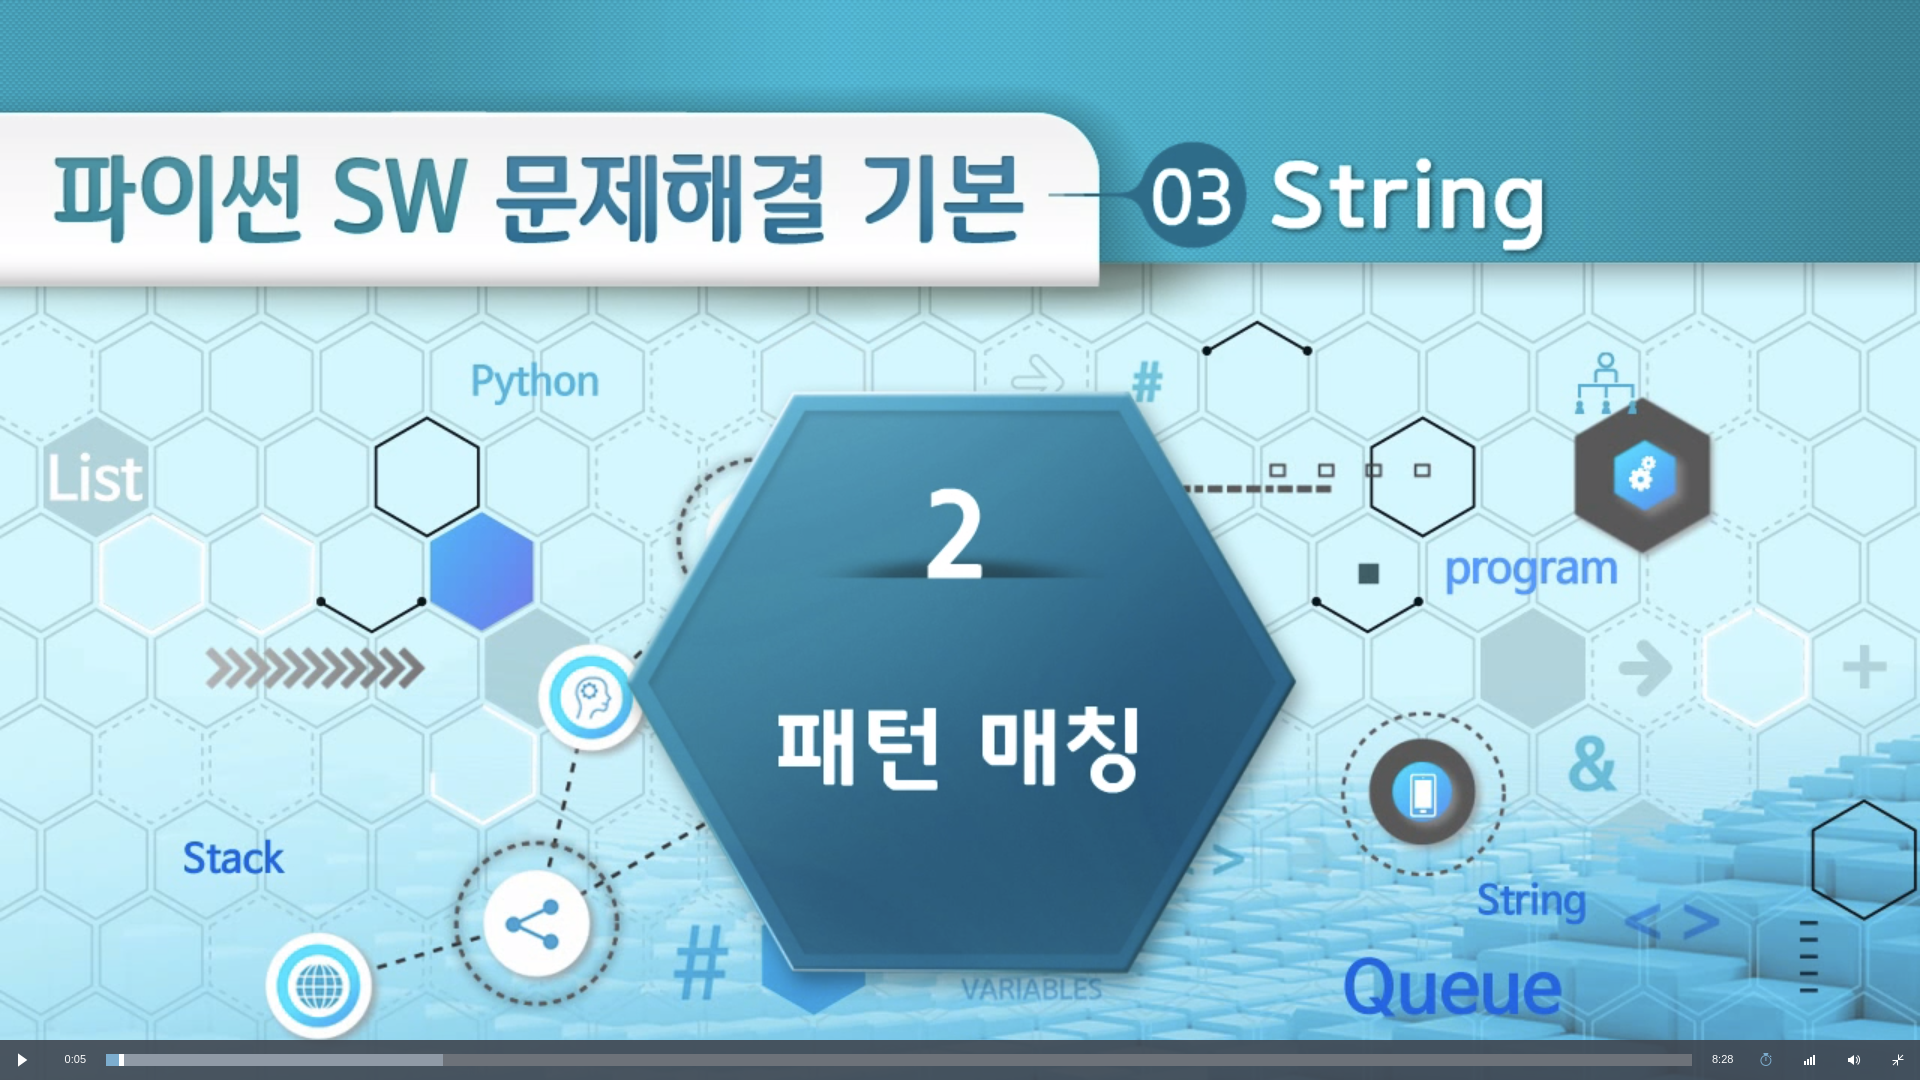 파이썬 SW 문제해결 기본 03 String
Python
#
List
2
program
패턴 매칭
&
Stack
>
String
< >
#
VARIABLES
Queue
0:05
8:28